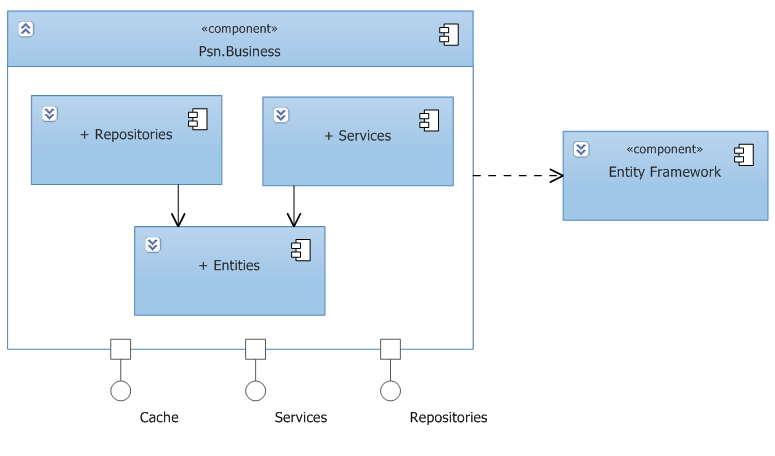 «component»
Psn.Business
+ Repositories
+ Services
«component»
Entity Framework
+ Entities
Cache
Services
Repositories